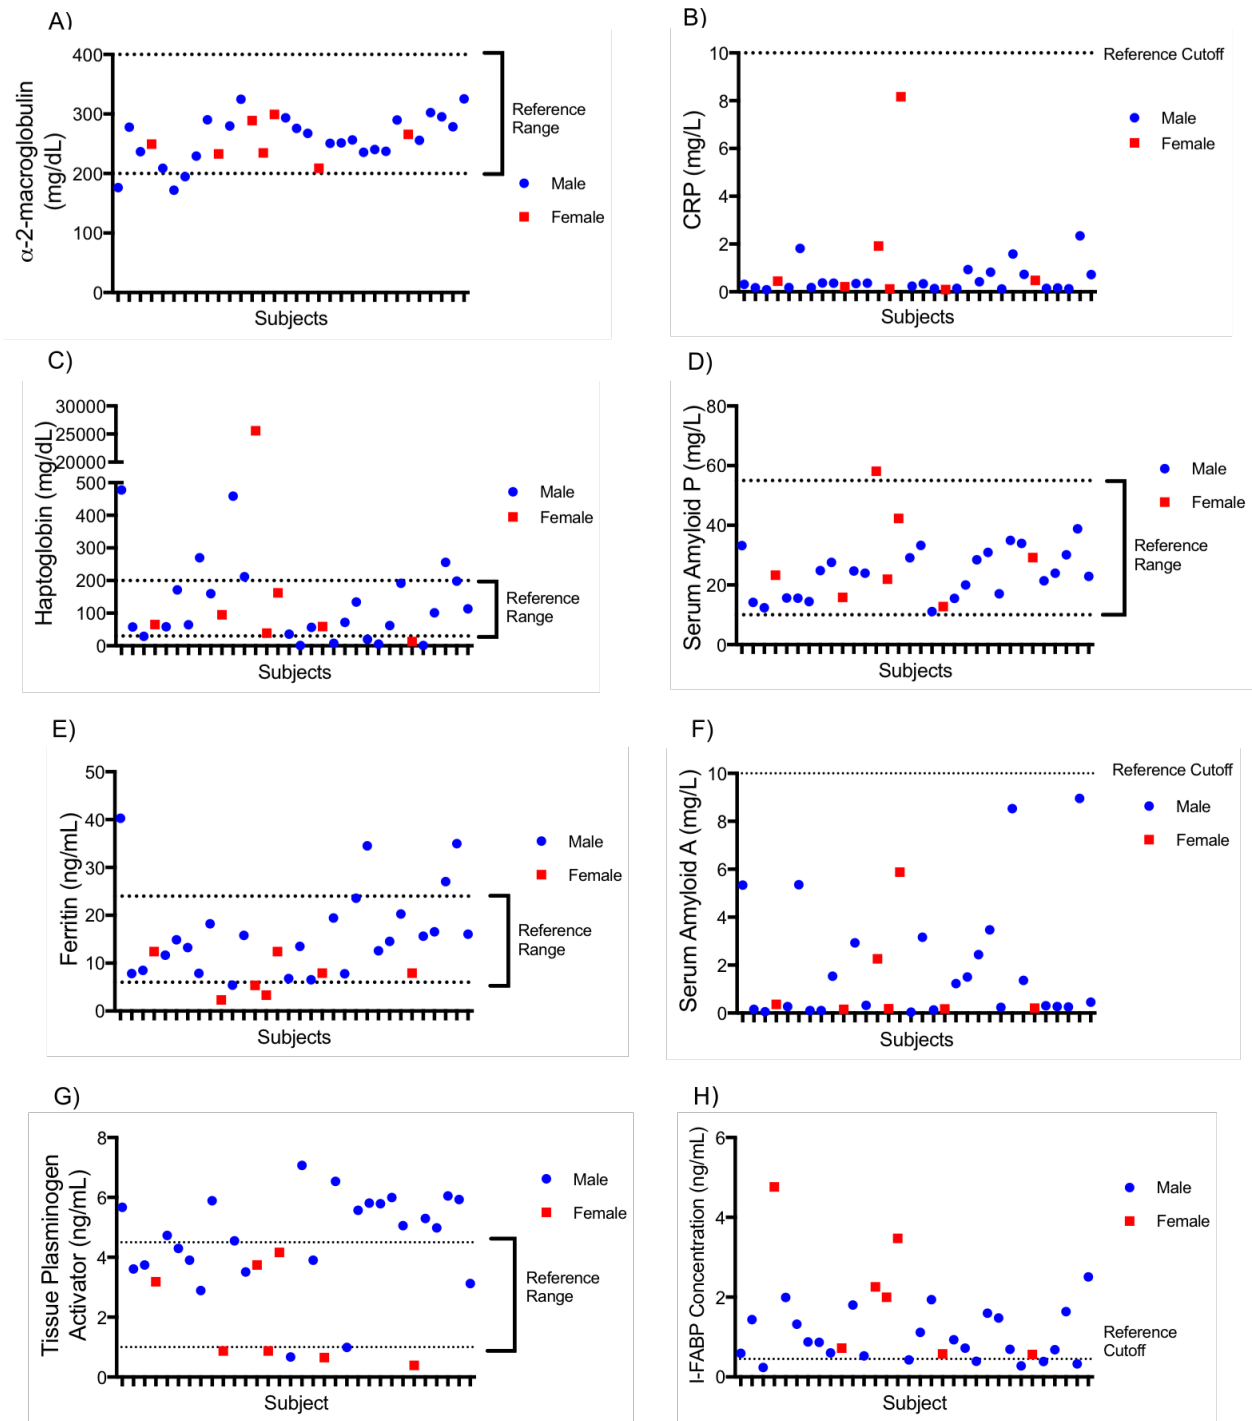 A)
α-2-macroglobulin
(mg/dL)
400
300
200
100
0
Reference
Range
Male
Female
Subjects
B)
CRP (mg/L)
10
8
6
4
2
0
Reference Cutoff
Male
Female
Subjects
C)
Haptoglobin (mg/dL)
30000
25000
20000
500
400
300
200
100
0
Male
Female
Reference
Range
Subjects
D)
Serum Amyloid P (mg/L)
80
60
40
20
0
Male
Female
Reference
Range
Subjects
E)
Ferritin (ng/mL)
50
40
30
20
10
0
Male
Female
Reference
Range
Subjects
F)
Serum Amyloid A (mg/L)
10
8
6
4
2
0
Reference Cutoff
Male
Female
Subjects
G)
Tissue Plasminogen
Activator (ng/mL)
8
6
4
2
0
Male
Female
Reference
Range
Subject
H)
I-FABP Concentration (ng/mL)
6
4
2
0
Male
Female
Reference
Cutoff
Subject